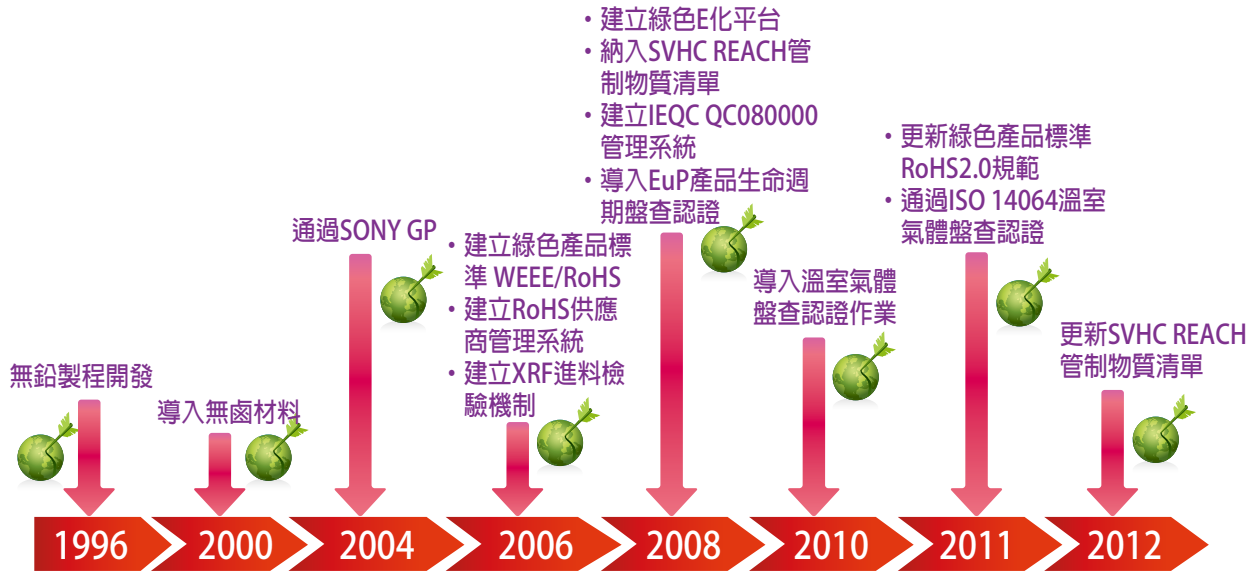 無鉛製程開發
導入無鹵材料
通過SONY GP
・建立綠色產品標
準 WEEE/RoHS
・建立RoHS供應
商管理系統
・建立XRF進料檢
驗機制
・建立綠色E化平台
・納入SVHC REACH管
制物質清單
・建立IEQC QC080000
管理系統
・導入EuP產品生命週
期盤查認證
導入溫室氣體
盤查認證作業
・更新綠色產品標準
RoHS2.0規範
・通過ISO 14064溫室
氣體盤查認證
更新SVHC REACH
管制物質清單
1996
2000
2004
2006
2008
2010
2011
2012